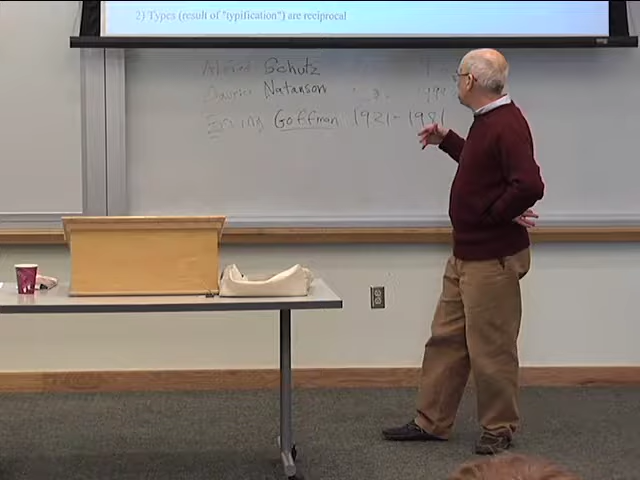 2) Types (result of "typification") are reciprocal
Alfred Schutz
Maurice Natanson
Erving Goffman 1921-1981